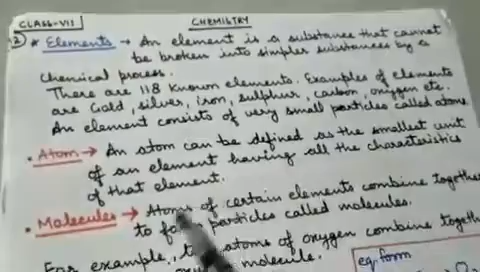 CLASS-VII CHEMISTRY
2 * Elements → An element is a substance that cannot
be broken into simpler substances by a
chemical process.
There are 118 known elements. Examples of elements
are Gold, silver, iron, sulphur, carbon, oxygen etc.
An element consists of very small particles called atoms
• Atom → An atom can be defined as the smallest unit
of an element having all the characteristics
of that element.
• Molecules → Atoms of certain elements combine together
to particles called molecules.
For example, atoms of oxygen combine together
molecule.
eg. form